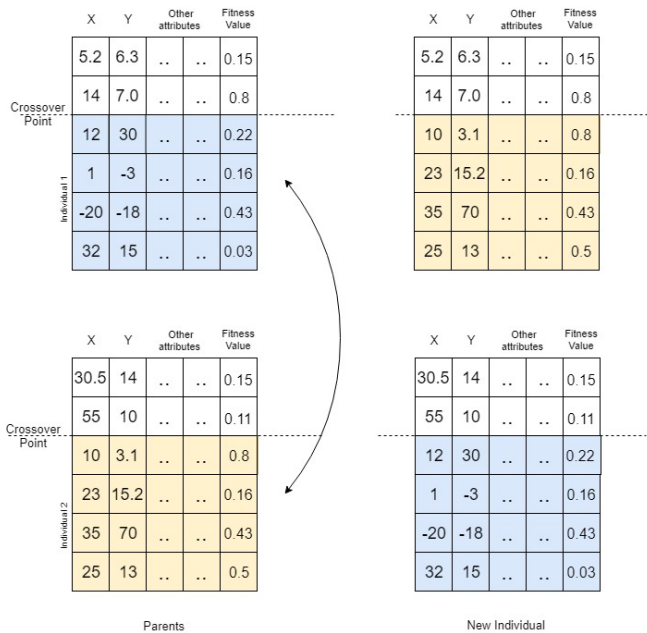 X Y Other attributes Fitness Value
5.2 6.3 .. .. 0.15
14 7.0 .. .. 0.8
Crossover Point
12 30 .. .. 0.22
1 -3 .. .. 0.16
-20 -18 .. .. 0.43
32 15 .. .. 0.03
Individual 1
X Y Other attributes Fitness Value
5.2 6.3 .. .. 0.15
14 7.0 .. .. 0.8
10 3.1 .. .. 0.8
23 15.2 .. .. 0.16
35 70 .. .. 0.43
25 13 .. .. 0.5
X Y Other attributes Fitness Value
30.5 14 .. .. 0.15
55 10 .. .. 0.11
Crossover Point
10 3.1 .. .. 0.8
23 15.2 .. .. 0.16
35 70 .. .. 0.43
25 13 .. .. 0.5
Individual 2
Parents
X Y Other attributes Fitness Value
30.5 14 .. .. 0.15
55 10 .. .. 0.11
12 30 .. .. 0.22
1 -3 .. .. 0.16
-20 -18 .. .. 0.43
32 15 .. .. 0.03
New Individual